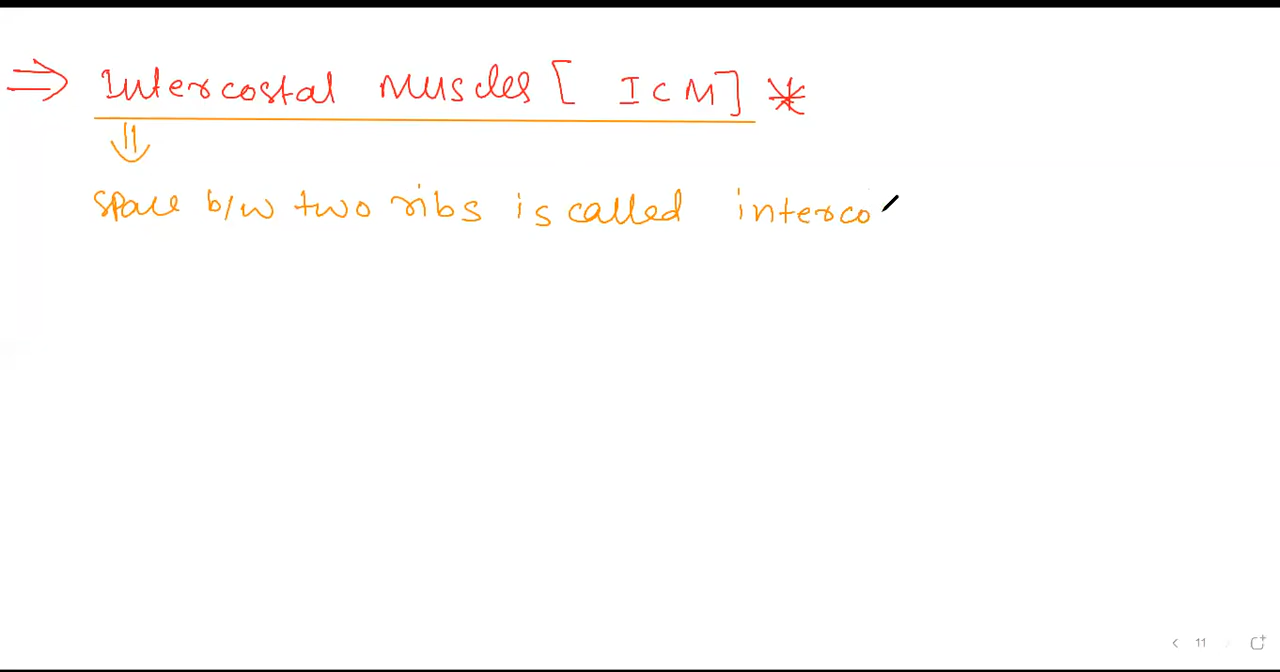 ⇒ Intercostal Muscles [ ICM ] *
⇓
space b/w two ribs is called interco
< 11